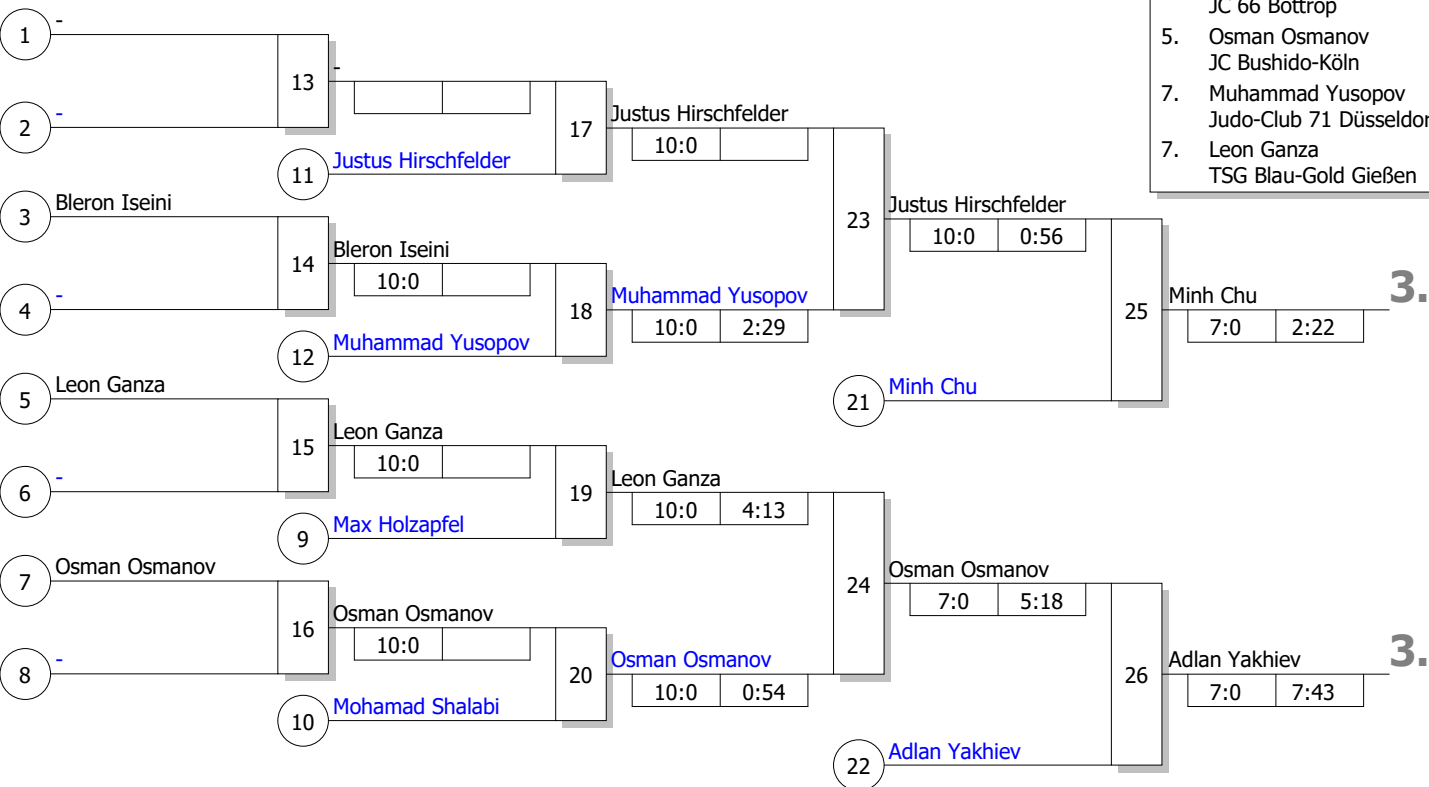 JC 66 Bottrop
5. Osman Osmanov
JC Bushido-Köln
7. Muhammad Yusopov
Judo-Club 71 Düsseldor
7. Leon Ganza
TSG Blau-Gold Gießen
1 -
2 -
13 -
11 Justus Hirschfelder
17 Justus Hirschfelder
10:0
3 Bleron Iseini
4 -
14 Bleron Iseini
10:0
12 Muhammad Yusopov
18 Muhammad Yusopov
10:0 2:29
23 Justus Hirschfelder
10:0 0:56
21 Minh Chu
25 Minh Chu 3.
7:0 2:22
5 Leon Ganza
6 -
15 Leon Ganza
10:0
9 Max Holzapfel
19 Leon Ganza
10:0 4:13
7 Osman Osmanov
8 -
16 Osman Osmanov
10:0
10 Mohamad Shalabi
20 Osman Osmanov
10:0 0:54
24 Osman Osmanov
7:0 5:18
22 Adlan Yakhiev
26 Adlan Yakhiev 3.
7:0 7:43